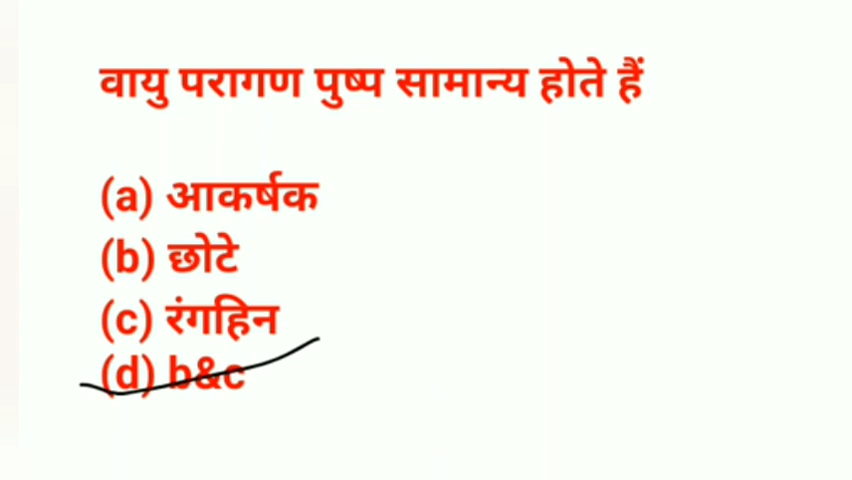 वायु परागण पुष्प सामान्य होते हैं
(a) आकर्षक
(b) छोटे
(c) रंगहिन
(d) b&c